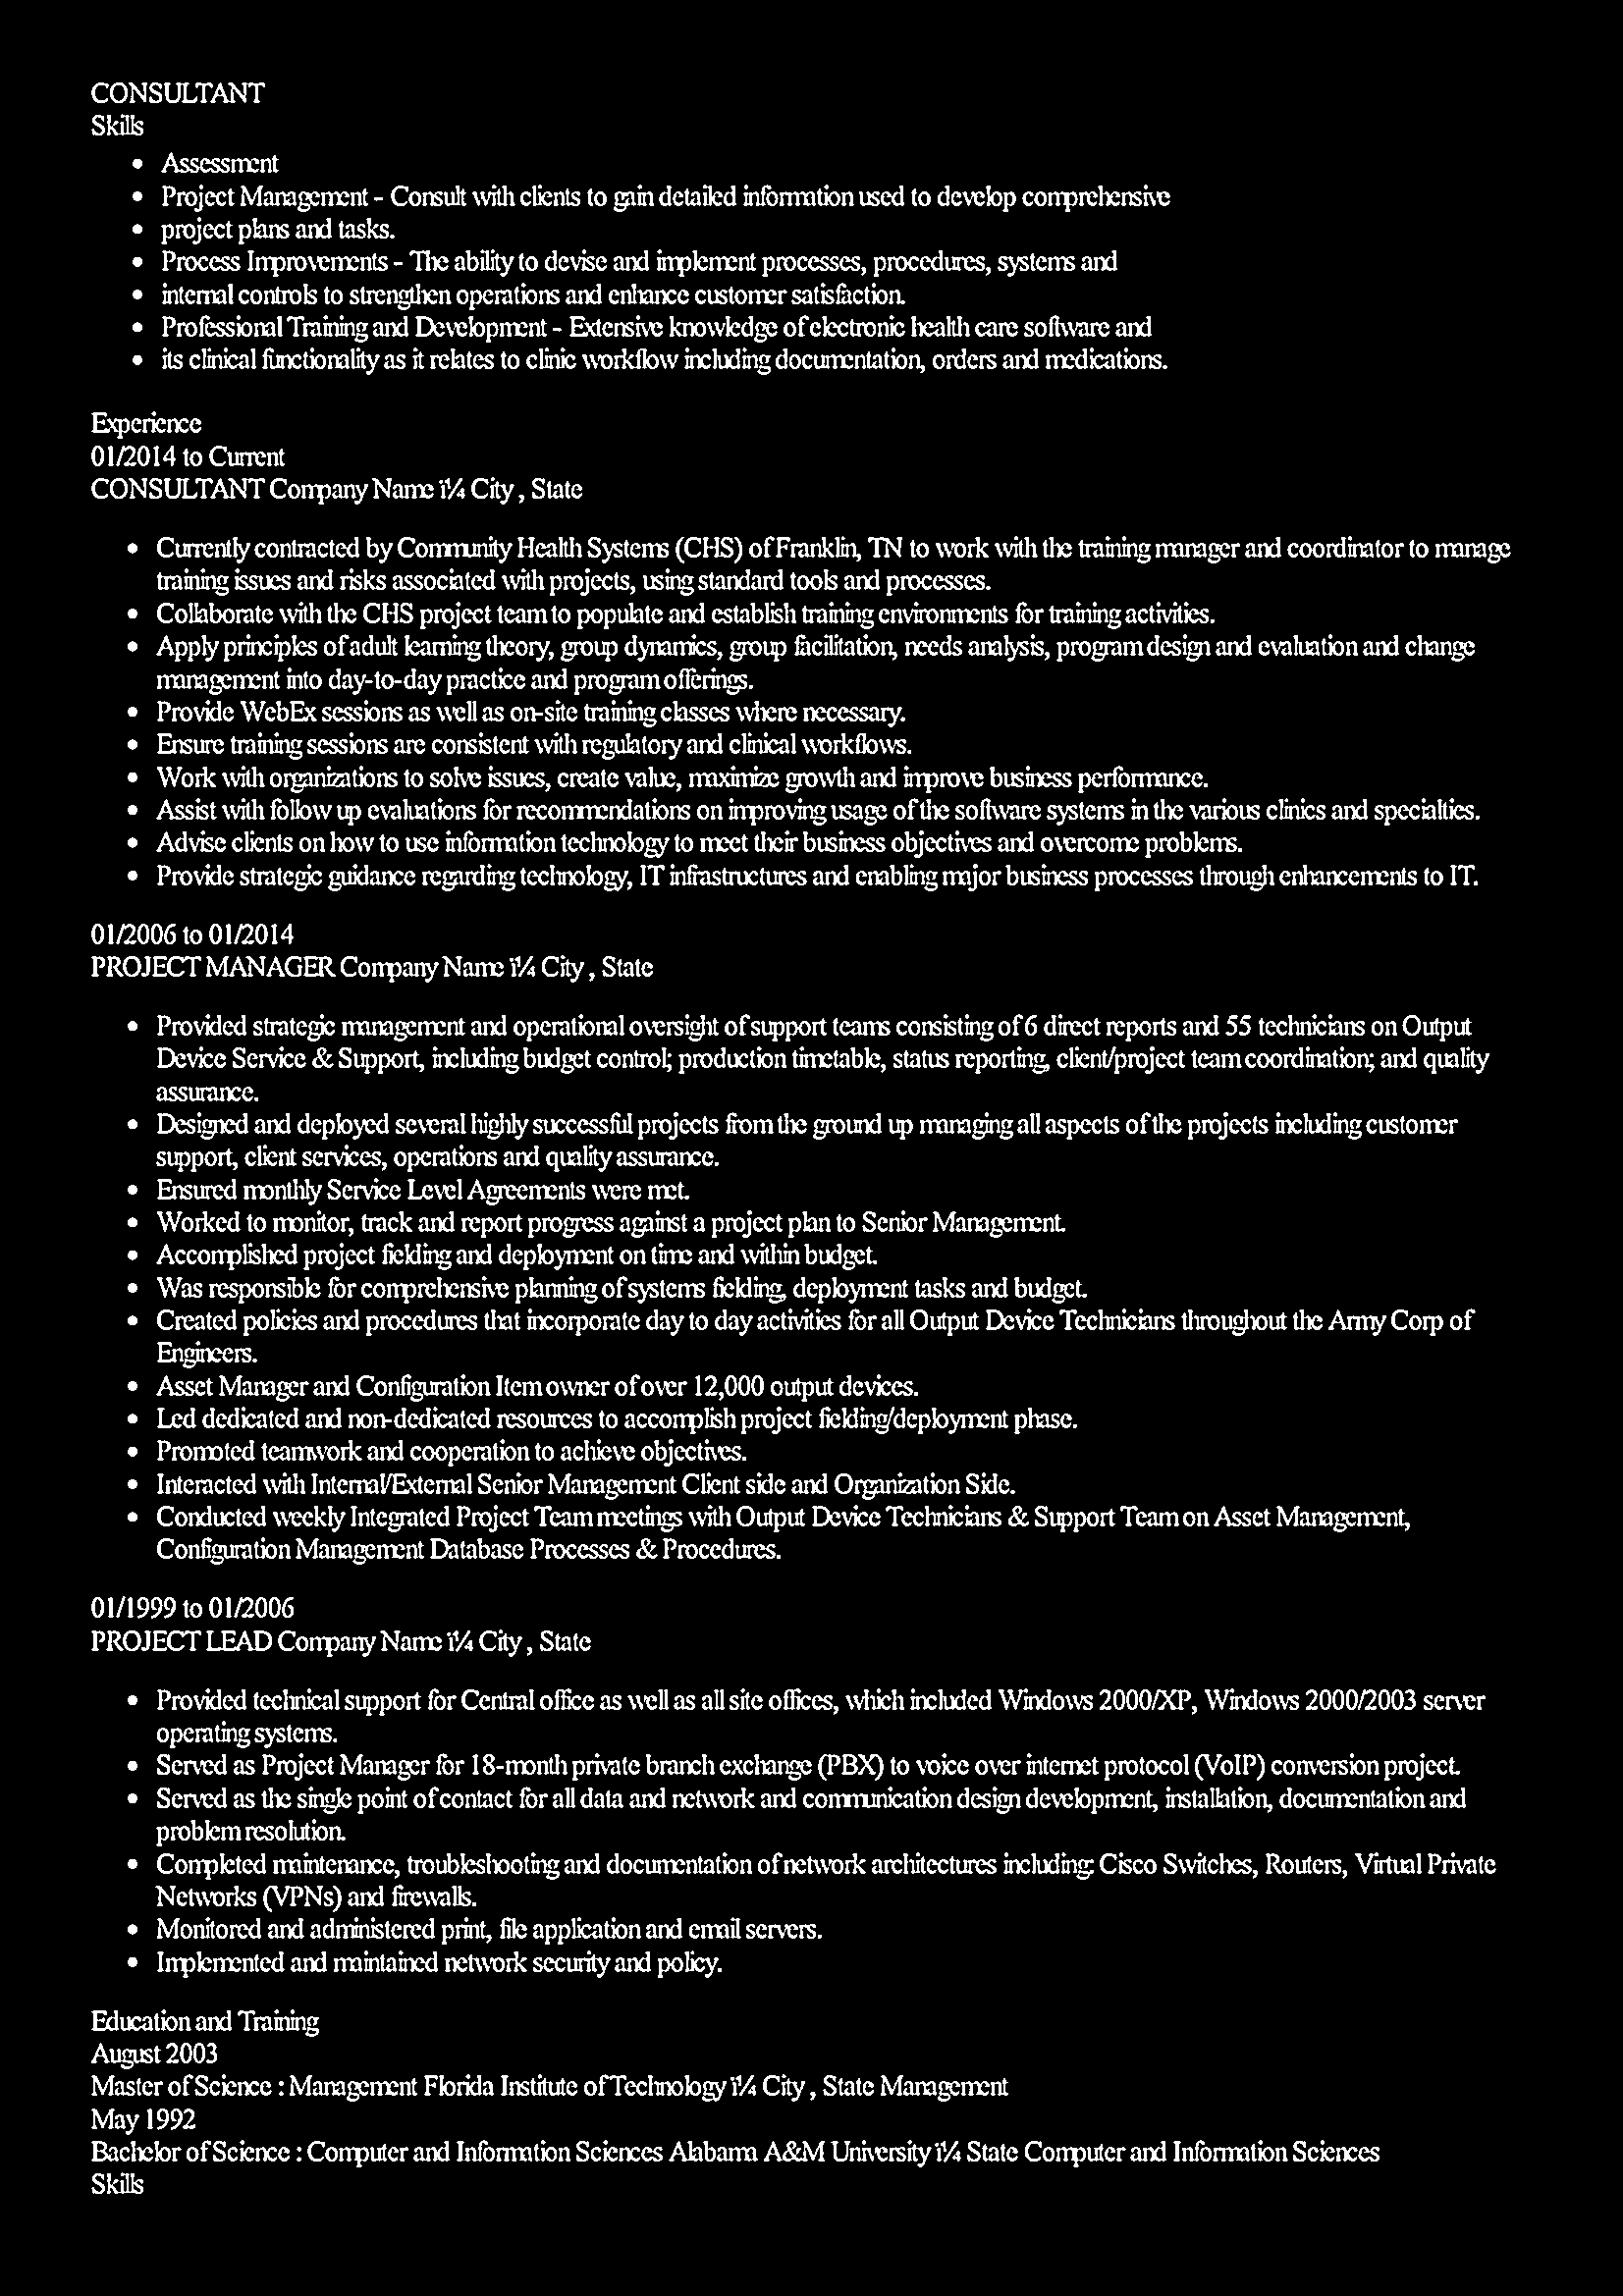 CONSULTANT
Skills
• Assessment
• Project Management - Consult with clients to gain detailed information used to develop comprehensive
• project plans and tasks.
• Process Improvements - The ability to devise and implement processes, procedures, systems and
• internal controls to strengthen operations and enhance customer satisfaction.
• Professional Training and Development - Extensive knowledge of electronic health care software and
• its clinical functionality as it relates to clinic workflow including documentation, orders and medications.
Experience
01/2014 to Current
CONSULTANT Company Name ï¼ City , State
• Currently contracted by Community Health Systems (CHS) of Franklin, TN to work with the training manager and coordinator to manage
training issues and risks associated with projects, using standard tools and processes.
• Collaborate with the CHS project team to populate and establish training environments for training activities.
• Apply principles of adult learning theory, group dynamics, group facilitation, needs analysis, program design and evaluation and change
management into day-to-day practice and program offerings.
• Provide WebEx sessions as well as on-site training classes where necessary.
• Ensure training sessions are consistent with regulatory and clinical workflows.
• Work with organizations to solve issues, create value, maximize growth and improve business performance.
• Assist with follow up evaluations for recommendations on improving usage of the software systems in the various clinics and specialties.
• Advise clients on how to use information technology to meet their business objectives and overcome problems.
• Provide strategic guidance regarding technology, IT infrastructures and enabling major business processes through enhancements to IT.
01/2006 to 01/2014
PROJECT MANAGER Company Name ï¼ City , State
• Provided strategic management and operational oversight of support teams consisting of 6 direct reports and 55 technicians on Output
Device Service & Support, including budget control; production timetable, status reporting, client/project team coordination; and quality
assurance.
• Designed and deployed several highly successful projects from the ground up managing all aspects of the projects including customer
support, client services, operations and quality assurance.
• Ensured monthly Service Level Agreements were met.
• Worked to monitor, track and report progress against a project plan to Senior Management.
• Accomplished project fielding and deployment on time and within budget.
• Was responsible for comprehensive planning of systems fielding, deployment tasks and budget.
• Created policies and procedures that incorporate day to day activities for all Output Device Technicians throughout the Army Corp of
Engineers.
• Asset Manager and Configuration Item owner of over 12,000 output devices.
• Led dedicated and non-dedicated resources to accomplish project fielding/deployment phase.
• Promoted teamwork and cooperation to achieve objectives.
• Interacted with Internal/External Senior Management Client side and Organization Side.
• Conducted weekly Integrated Project Team meetings with Output Device Technicians & Support Team on Asset Management,
Configuration Management Database Processes & Procedures.
01/1999 to 01/2006
PROJECT LEAD Company Name ï¼ City , State
• Provided technical support for Central office as well as all site offices, which included Windows 2000/XP, Windows 2000/2003 server
operating systems.
• Served as Project Manager for 18-month private branch exchange (PBX) to voice over internet protocol (VoIP) conversion project.
• Served as the single point of contact for all data and network and communication design development, installation, documentation and
problem resolution.
• Completed maintenance, troubleshooting and documentation of network architectures including: Cisco Switches, Routers, Virtual Private
Networks (VPNs) and firewalls.
• Monitored and administered print, file application and email servers.
• Implemented and maintained network security and policy.
Education and Training
August 2003
Master of Science : Management Florida Institute of Technology ï¼ City , State Management
May 1992
Bachelor of Science : Computer and Information Sciences Alabama A&M University ï¼ State Computer and Information Sciences
Skills